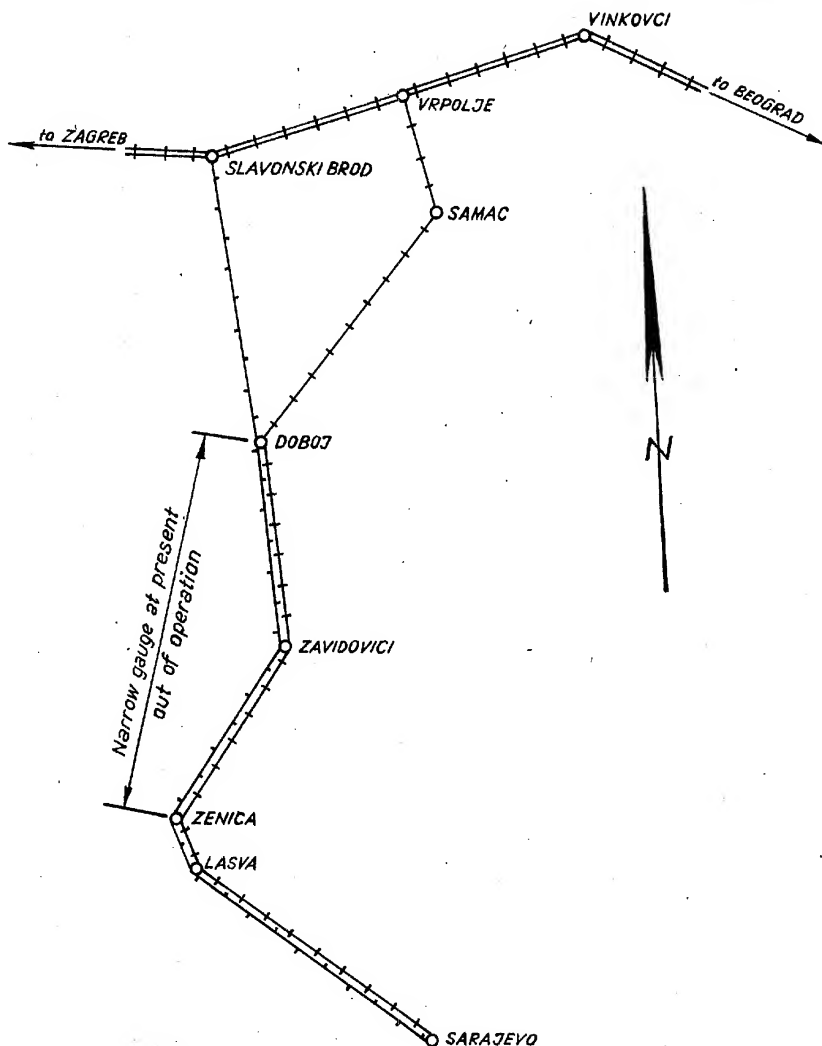 VINKOVCI
to BEOGRAD
VRPOLJE
to ZAGREB
SLAVONSKI BROD
SAMAC
DOBOJ
N
Narrow gauge at present
out of operation
ZAVIDOVICI
ZENICA
LASVA
SARAJEVO